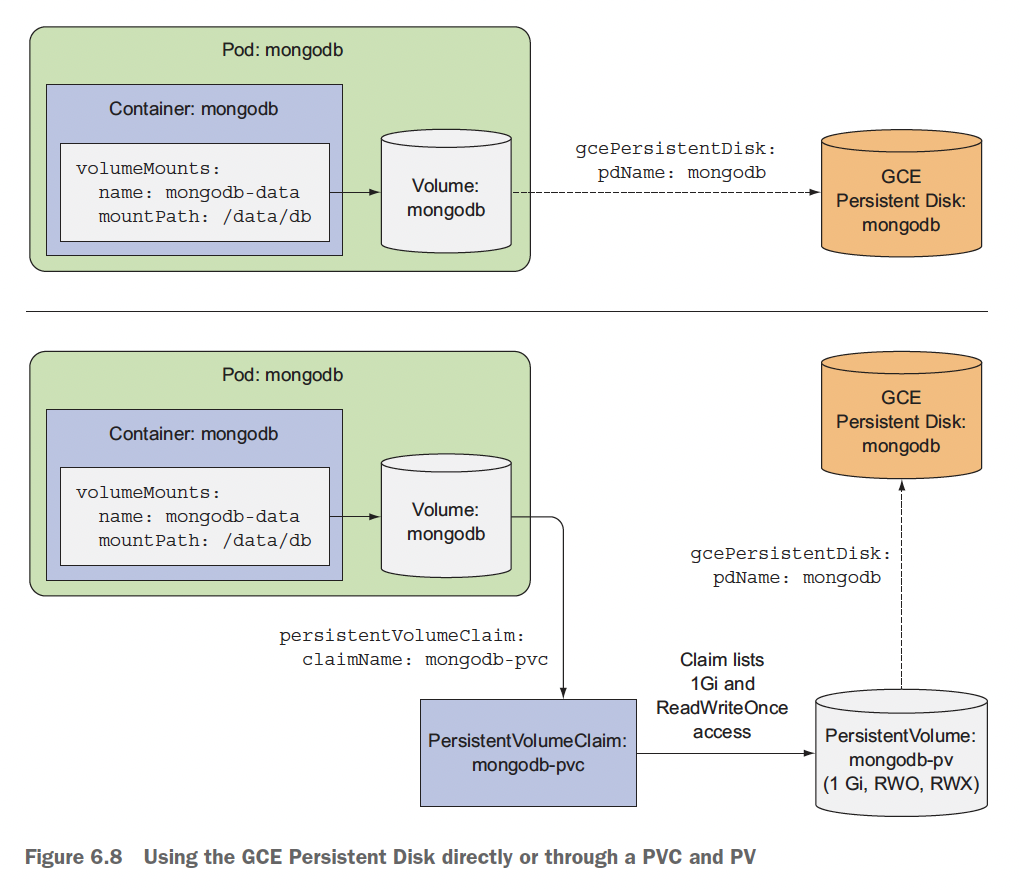 Pod: mongodb
Container: mongodb
volumeMounts:
name: mongodb-data
mountPath: /data/db
Volume:
mongodb
gcePersistentDisk:
pdName: mongodb
GCE
Persistent Disk:
mongodb
Pod: mongodb
Container: mongodb
volumeMounts:
name: mongodb-data
mountPath: /data/db
Volume:
mongodb
GCE
Persistent Disk:
mongodb
gcePersistentDisk:
pdName: mongodb
persistentVolumeClaim:
claimName: mongodb-pvc
PersistentVolumeClaim:
mongodb-pvc
Claim lists
1Gi and
ReadWriteOnce
access
PersistentVolume:
mongodb-pv
(1 Gi, RWO, RWX)
Figure 6.8 Using the GCE Persistent Disk directly or through a PVC and PV